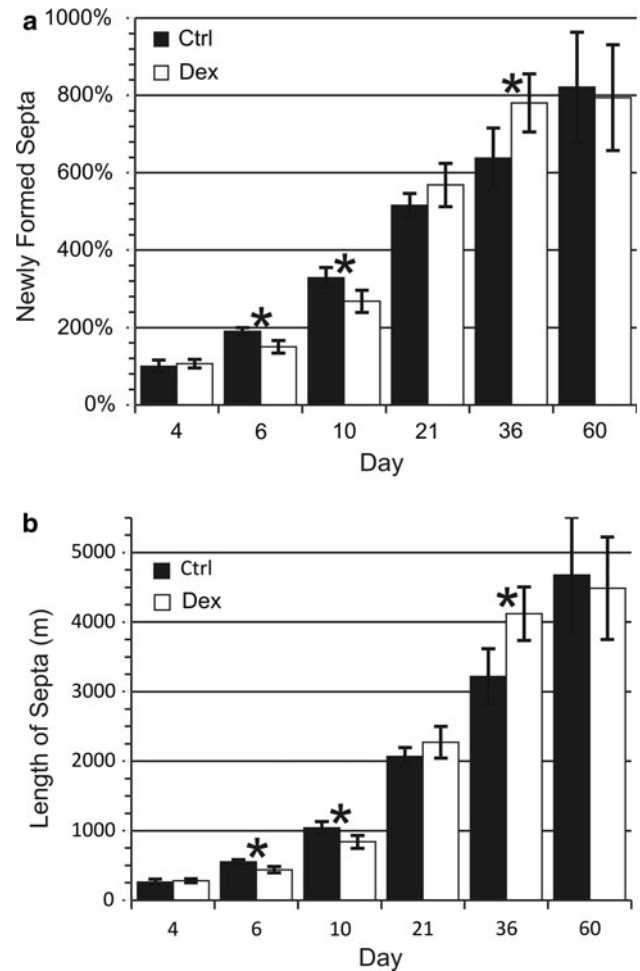 a
1000%
800%
600%
400%
200%
0%
Newly Formed Septa
Ctrl
Dex
*
*
*
4 6 10 21 36 60
Day
b
5000
4000
3000
2000
1000
0
Length of Septa (m)
Ctrl
Dex
*
*
*
4 6 10 21 36 60
Day